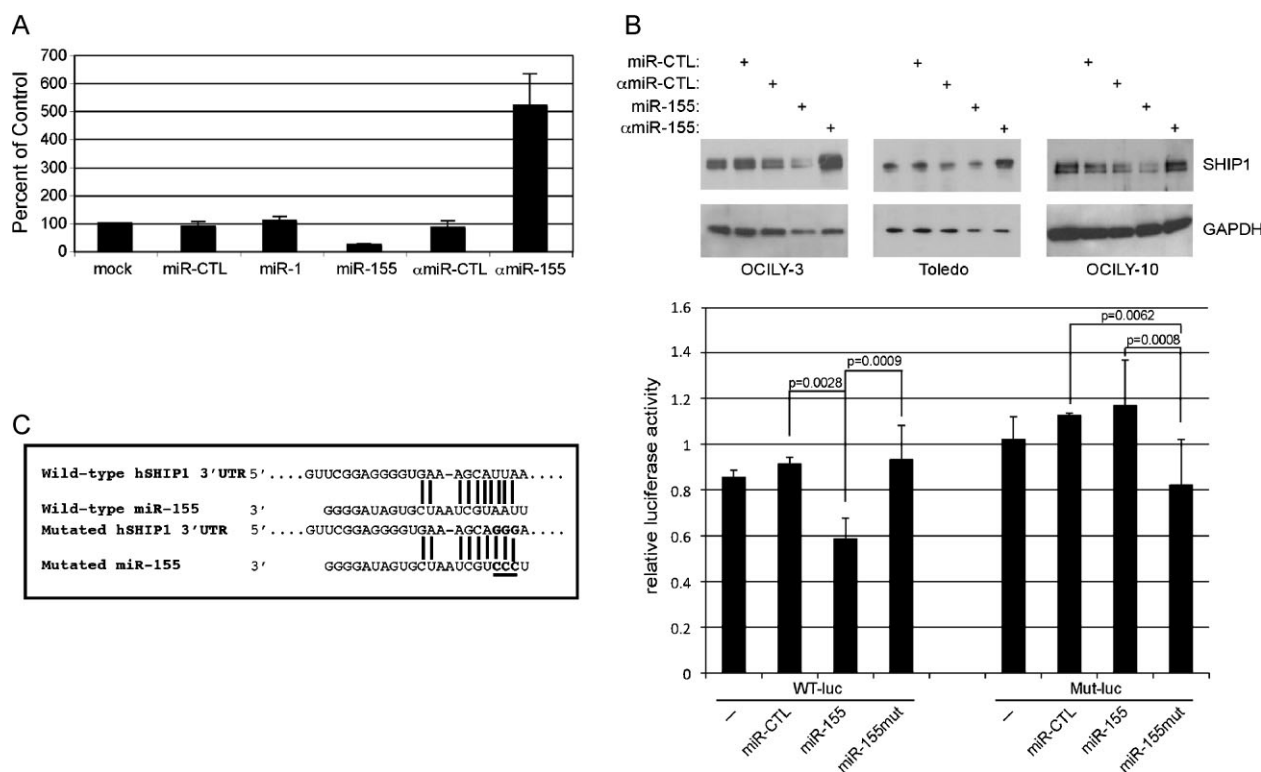 A
Percent of Control
700
600
500
400
300
200
100
0
mock miR-CTL miR-1 miR-155 αmiR-CTL αmiR-155
B
miR-CTL: + + +
αmiR-CTL: + + +
miR-155: + + +
αmiR-155: + + +
SHIP1
GAPDH
OCILY-3 Toledo OCILY-10
C
Wild-type hSHIP1 3'UTR 5' ....GUUCGGAGGGGUGAA-AGCAUUAA....
Wild-type miR-155 3' GGGGAUAGUGCUAAUCGUAAUU
Mutated hSHIP1 3'UTR 5' ....GUUCGGAGGGGUGAA-AGCAGGGA....
Mutated miR-155 3' GGGGAUAGUGCUAAUCGUCCCU
relative luciferase activity
1.6
1.4
1.2
1
0.8
0.6
0.4
0.2
0
p=0.0028
p=0.0009
p=0.0062
p=0.0008
WT-luc Mut-luc
– miR-CTL miR-155 miR-155mut – miR-CTL miR-155 miR-155mut